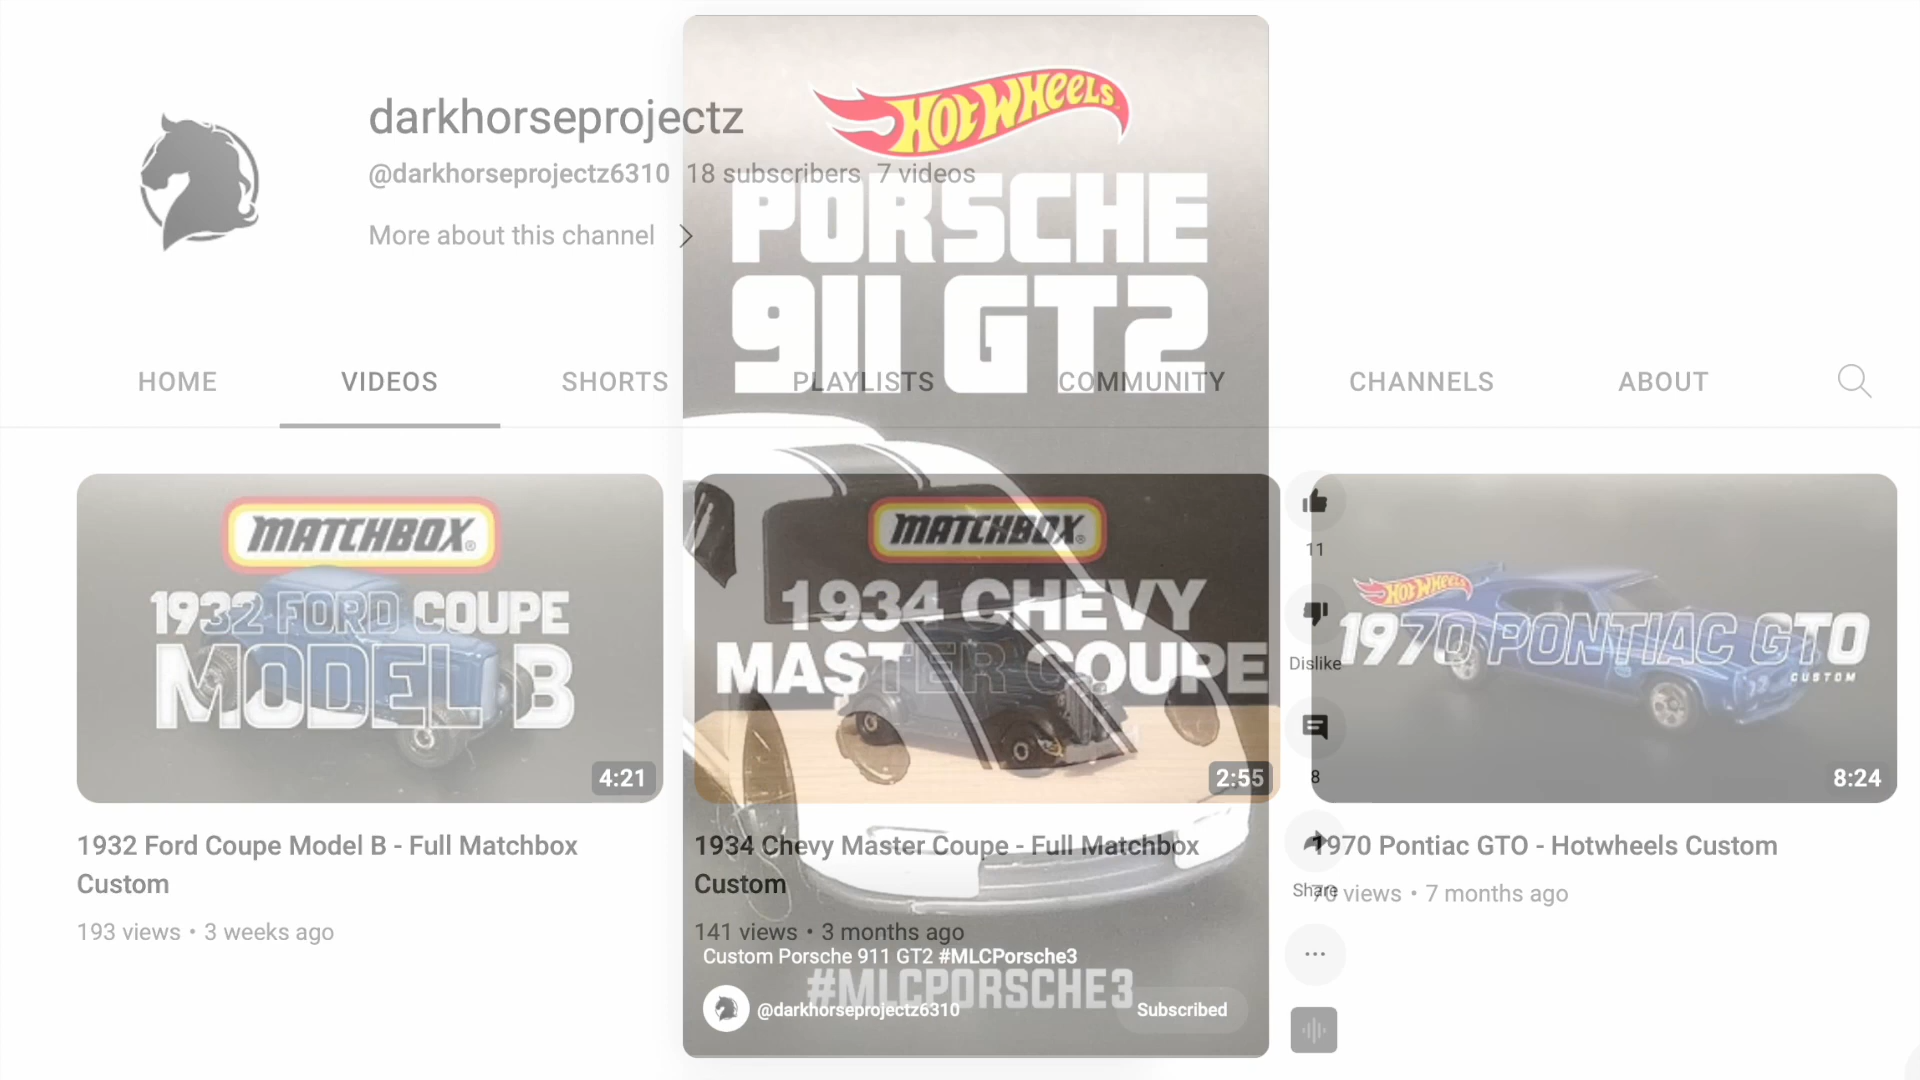 HOT WHEELS
darkhorseprojectz
@darkhorseprojectz6310 18 subscribers 7 videos
More about this channel
PORSCHE
911 GT2
HOME VIDEOS SHORTS PLAYLISTS COMMUNITY CHANNELS ABOUT
MATCHBOX®
1932 FORD COUPE
MODEL B
4:21
MATCHBOX®
1934 CHEVY
MASTER COUPE
2:55
HOT WHEELS
1970 PONTIAC GTO
CUSTOM
8:24
11
Dislike
8
Share
1932 Ford Coupe Model B - Full Matchbox
Custom
193 views • 3 weeks ago
1934 Chevy Master Coupe - Full Matchbox
Custom
141 views • 3 months ago
1970 Pontiac GTO - Hotwheels Custom
70 views • 7 months ago
Custom Porsche 911 GT2 #MLCPorsche3
#MLCPORSCHE3
@darkhorseprojectz6310 Subscribed